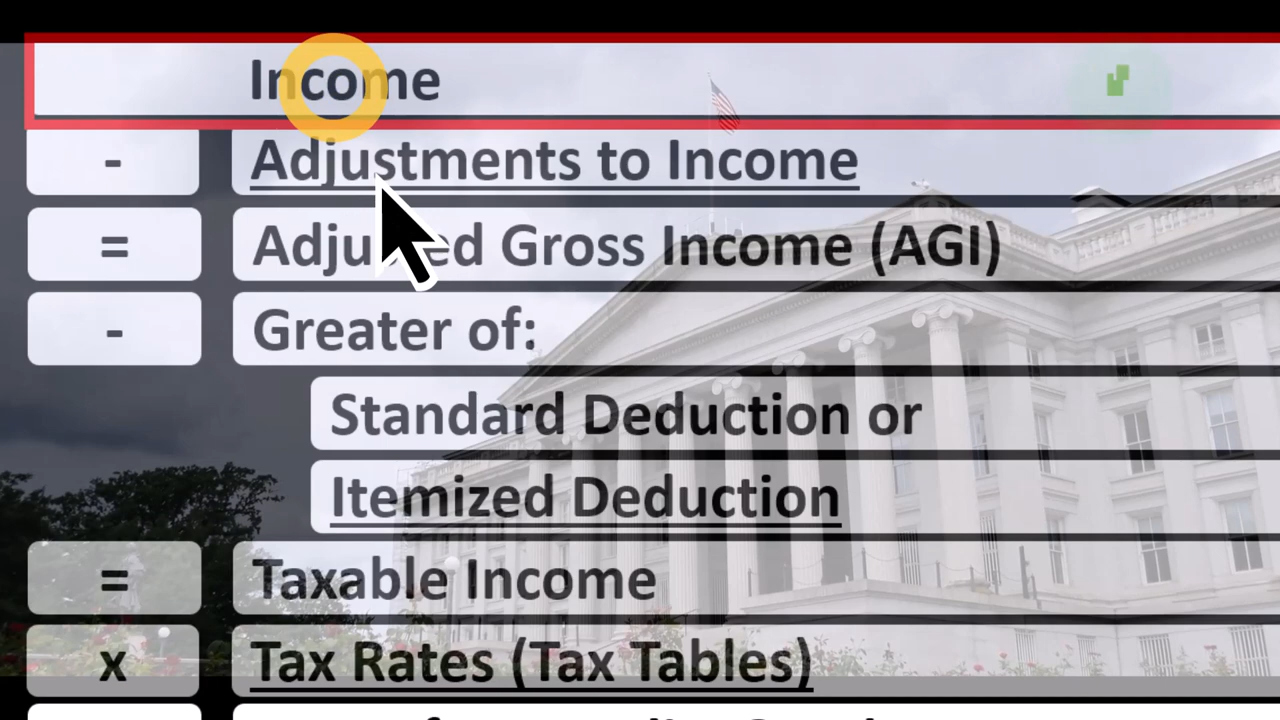 Income
- Adjustments to Income
= Adjusted Gross Income (AGI)
- Greater of:
Standard Deduction or
Itemized Deduction
= Taxable Income
x Tax Rates (Tax Tables)